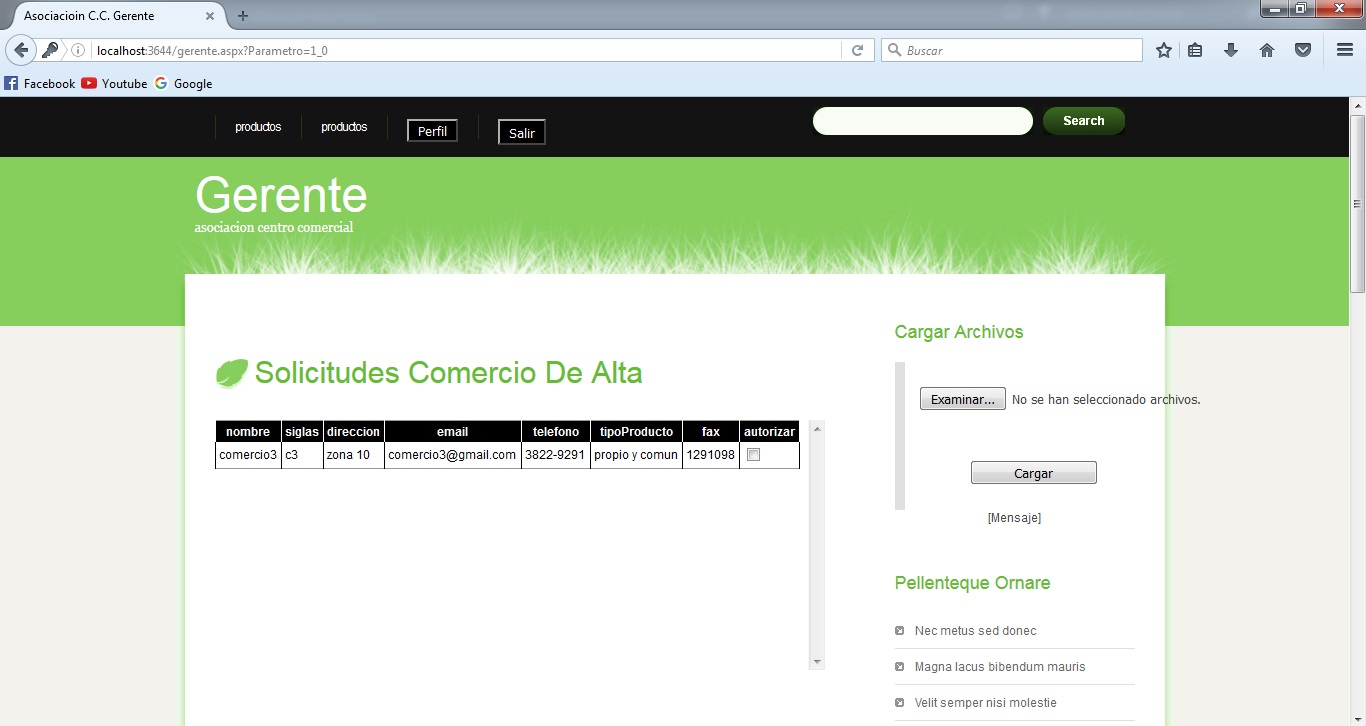 Asociacioin C.C. Gerente
localhost:3644/gerente.aspx?Parametro=1_0
Buscar
Facebook Youtube Google
productos productos Perfil Salir Search
Gerente
asociacion centro comercial
Solicitudes Comercio De Alta
nombre siglas direccion email telefono tipoProducto fax autorizar
comercio3 c3 zona 10 comercio3@gmail.com 3822-9291 propio y comun 1291098
Cargar Archivos
Examinar... No se han seleccionado archivos.
Cargar
[Mensaje]
Pellenteque Ornare
Nec metus sed donec
Magna lacus bibendum mauris
Velit semper nisi molestie